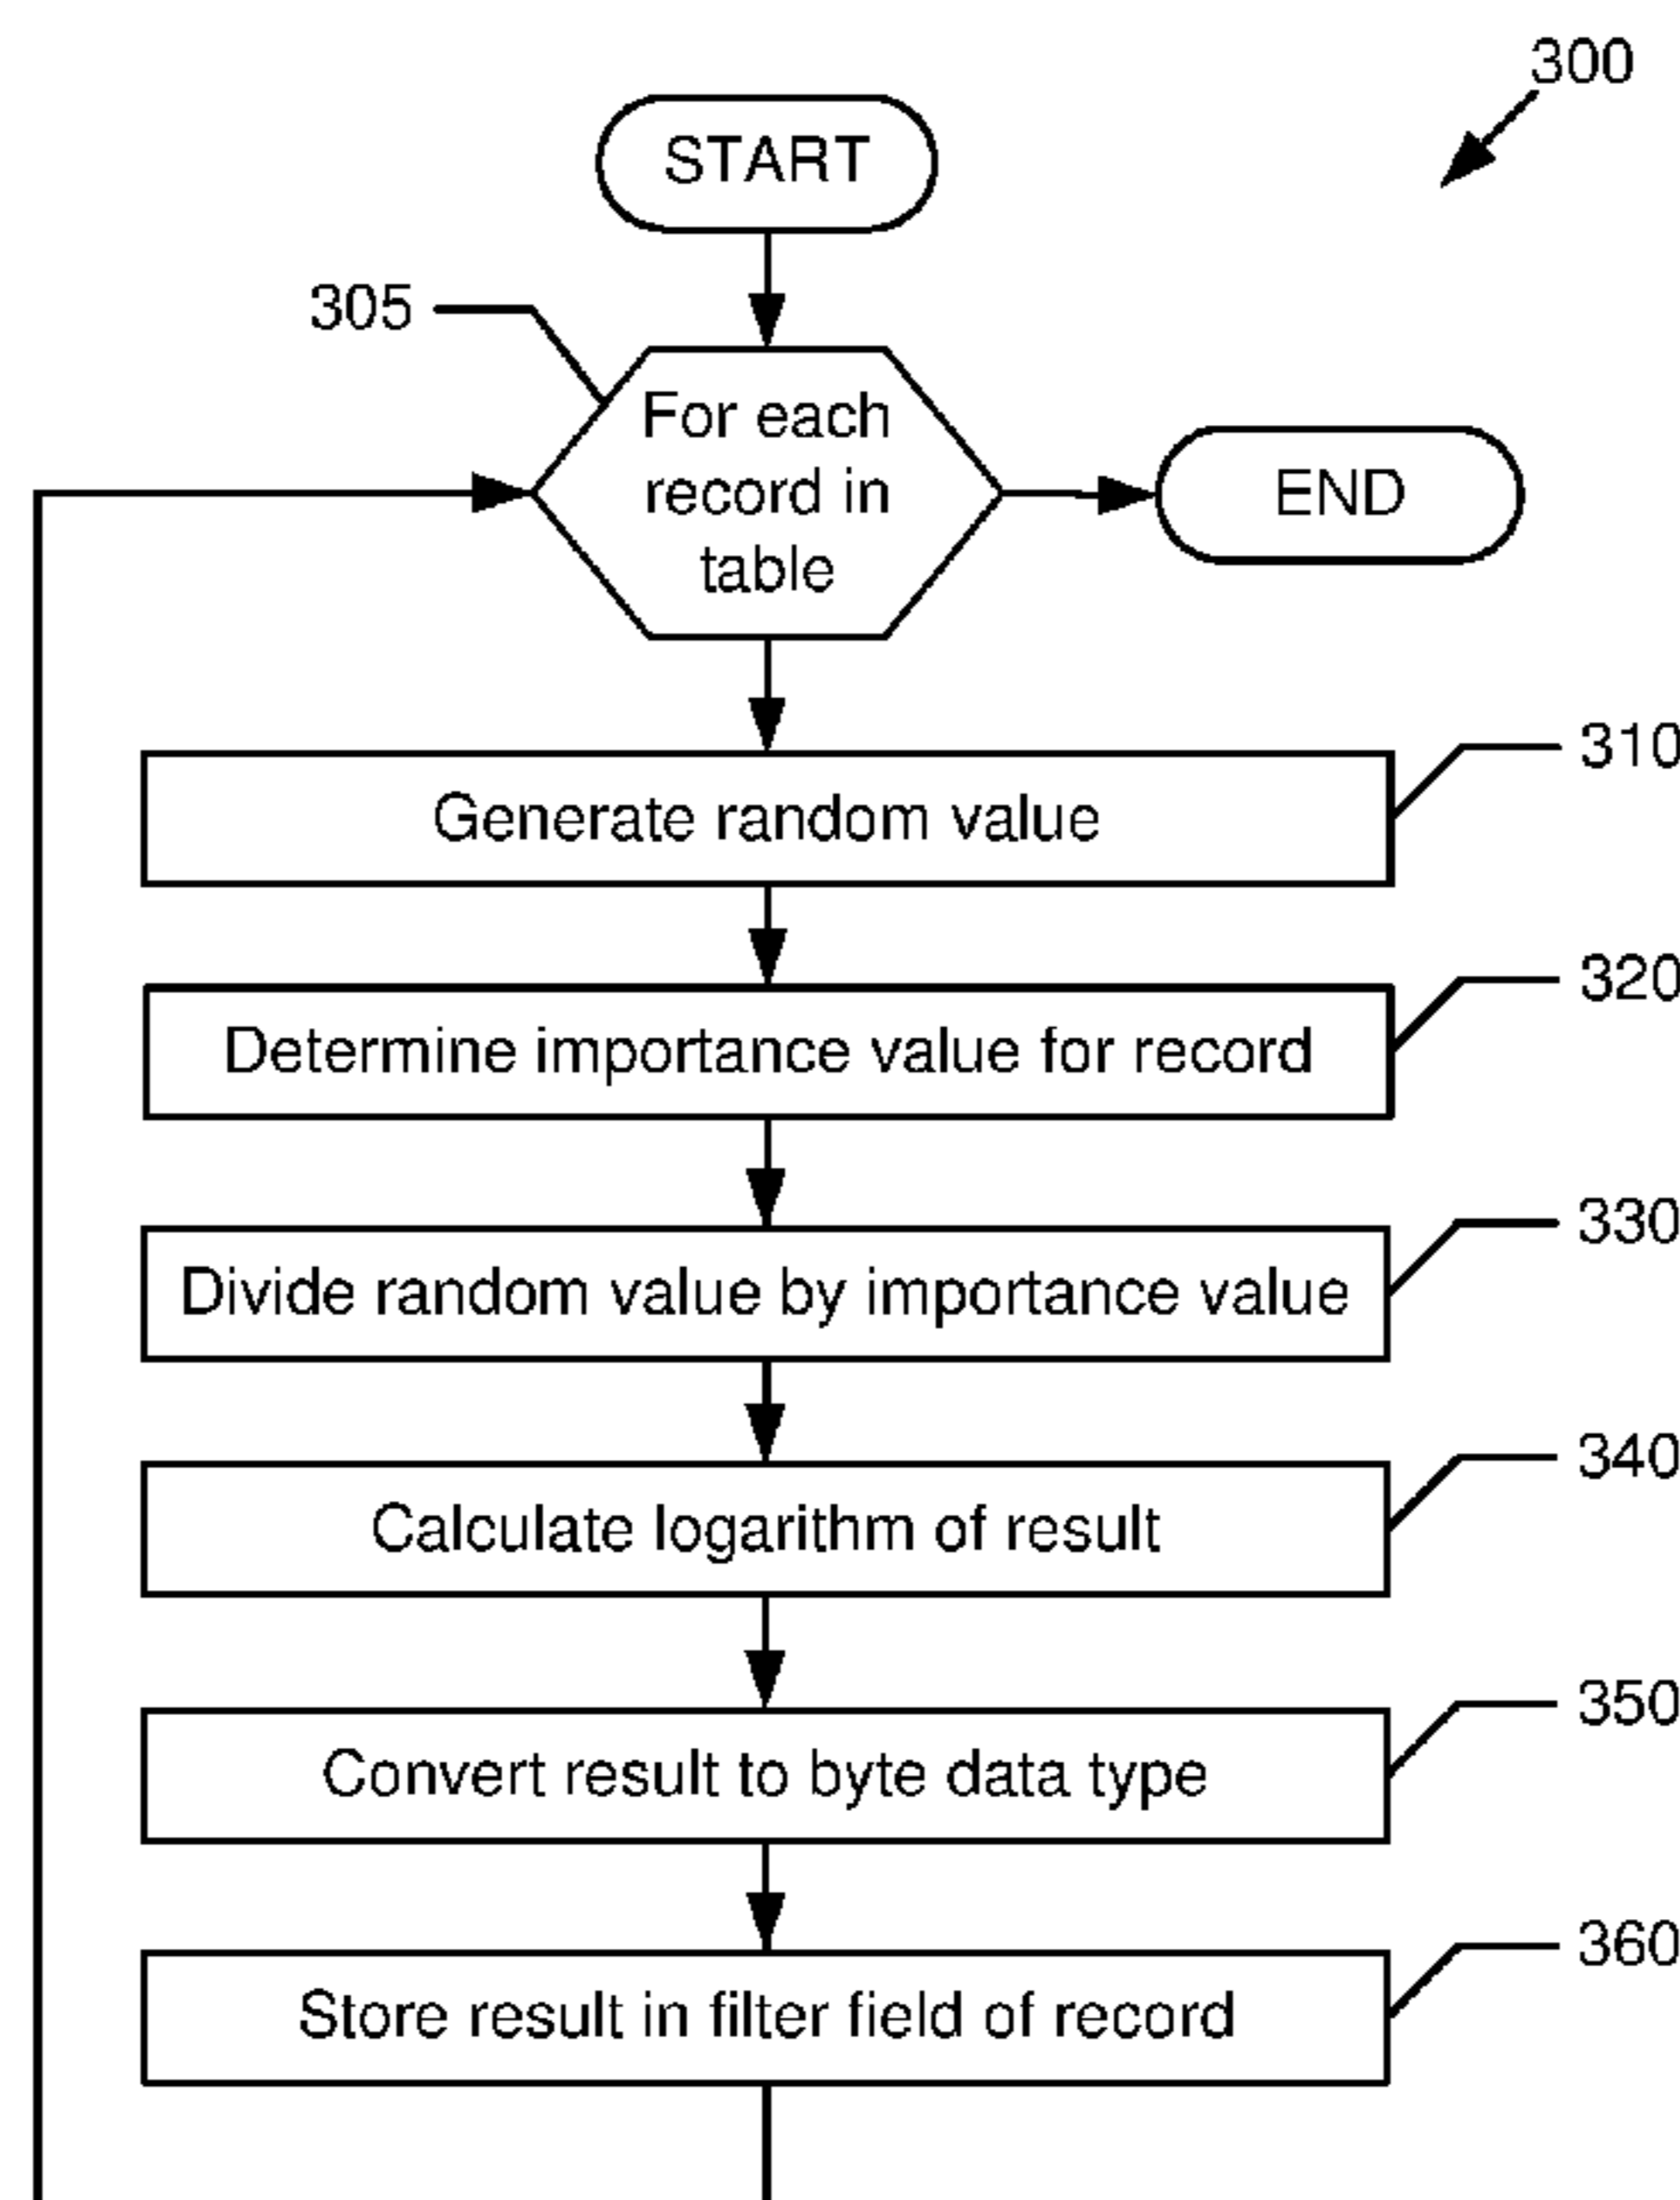 300
START
305
For each
record in
table
END
310
Generate random value
320
Determine importance value for record
330
Divide random value by importance value
340
Calculate logarithm of result
350
Convert result to byte data type
360
Store result in filter field of record